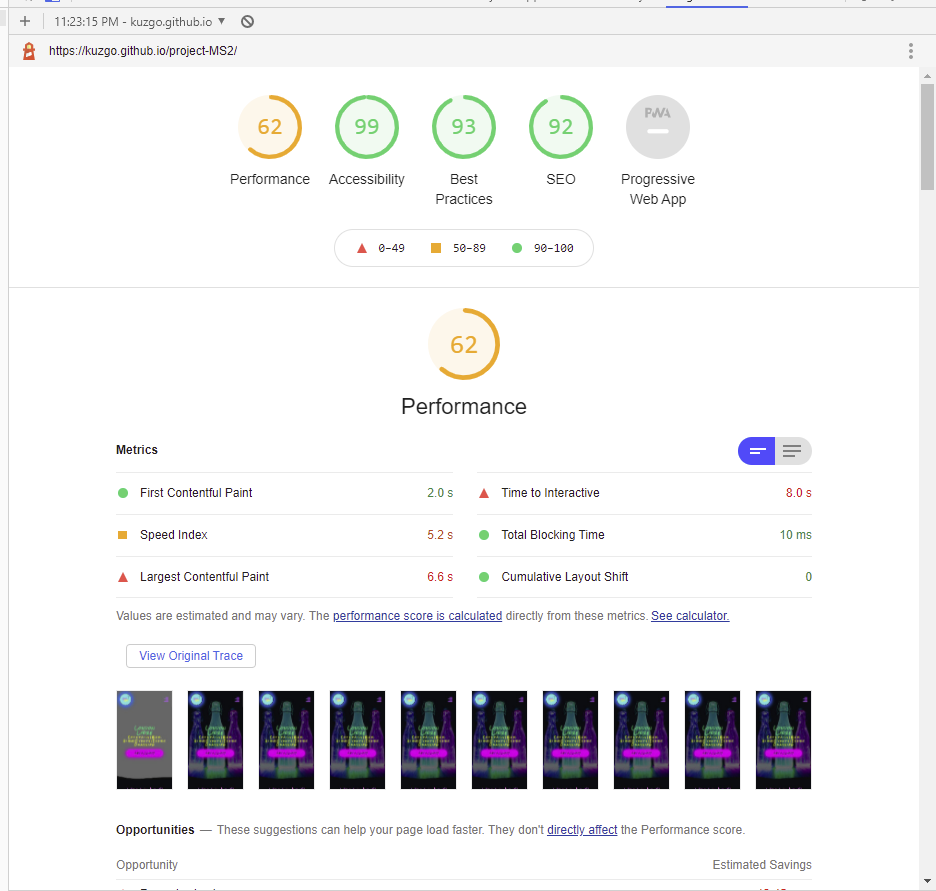 11:23:15 PM - kuzgo.github.io
https://kuzgo.github.io/project-MS2/
62 99 93 92 PWA
Performance Accessibility Best Practices SEO Progressive Web App
0–49 50–89 90–100
62
Performance
Metrics
First Contentful Paint 2.0 s Time to Interactive 8.0 s
Speed Index 5.2 s Total Blocking Time 10 ms
Largest Contentful Paint 6.6 s Cumulative Layout Shift 0
Values are estimated and may vary. The performance score is calculated directly from these metrics. See calculator.
View Original Trace
Opportunities — These suggestions can help your page load faster. They don't directly affect the Performance score.
Opportunity Estimated Savings